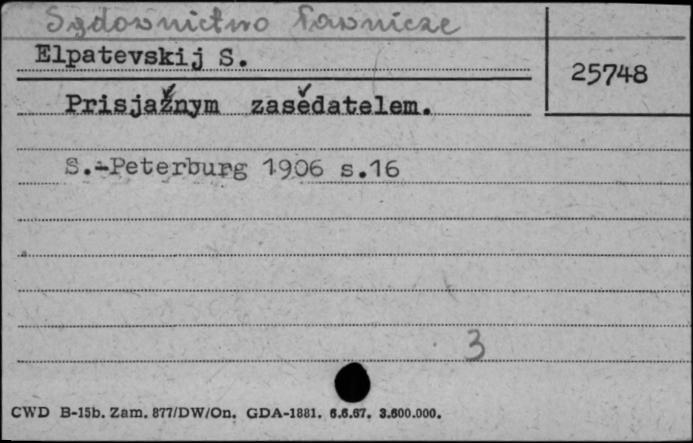 Sądownictwo Ławnicze
Elpatevskij S.
25748
Prisjažnym zasědatelem.
S.-Peterburg 1906 s.16
3
CWD B-15b. Zam. 877/DW/On. GDA-1881. 6.6.67. 3.600.000.